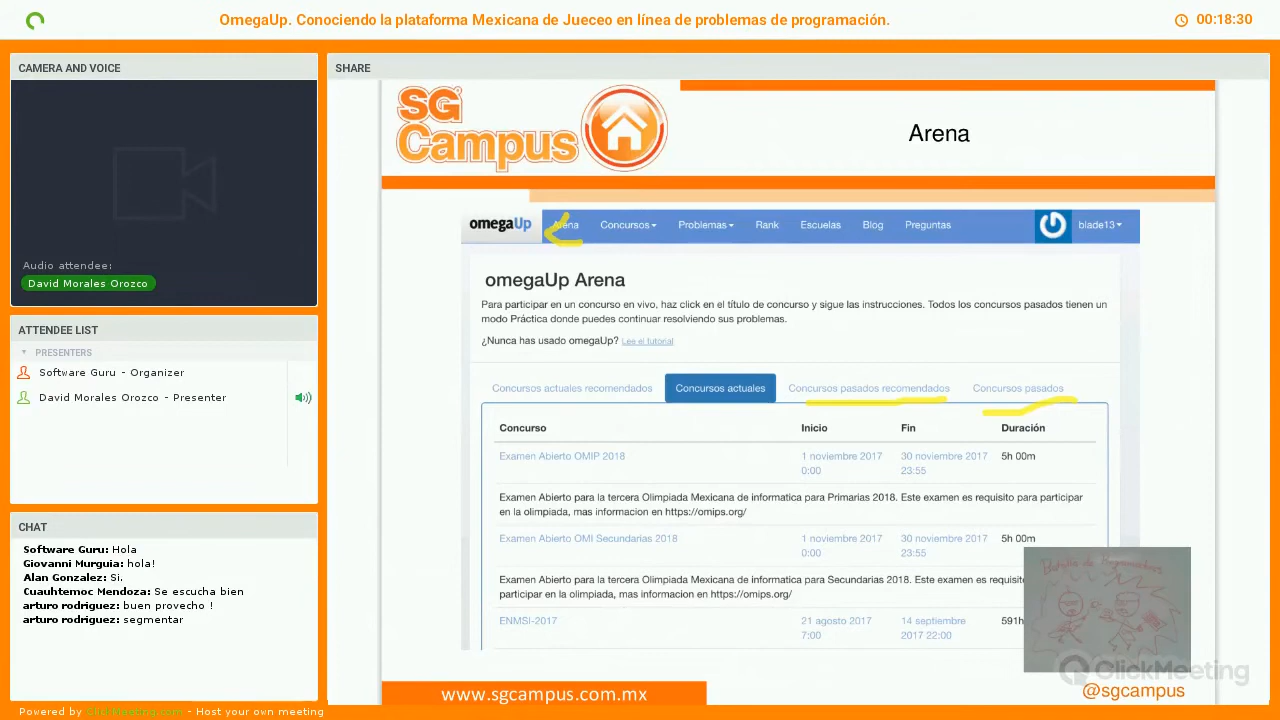 OmegaUp. Conociendo la plataforma Mexicana de Jueceo en línea de problemas de programación.
00:18:30
CAMERA AND VOICE
Audio attendee:
David Morales Orozco
ATTENDEE LIST
PRESENTERS
Software Guru - Organizer
David Morales Orozco - Presenter
CHAT
Software Guru: Hola
Giovanni Murguia: hola!
Alan Gonzalez: Si.
Cuauhtemoc Mendoza: Se escucha bien
arturo rodriguez: buen provecho !
arturo rodriguez: segmentar
Powered by ClickMeeting.com - Host your own meeting
SHARE
SG Campus
Arena
omegaUp Arena Concursos Problemas Rank Escuelas Blog Preguntas blade13
omegaUp Arena
Para participar en un concurso en vivo, haz click en el título de concurso y sigue las instrucciones. Todos los concursos pasados tienen un
modo Práctica donde puedes continuar resolviendo sus problemas.
¿Nunca has usado omegaUp? Lee el tutorial
Concursos actuales recomendados Concursos actuales Concursos pasados recomendados Concursos pasados
Concurso Inicio Fin Duración
Examen Abierto OMIP 2018 1 noviembre 2017 30 noviembre 2017 5h 00m
0:00 23:55
Examen Abierto para la tercera Olimpiada Mexicana de informatica para Primarias 2018. Este examen es requisito para participar
en la olimpiada, mas informacion en https://omips.org/
Examen Abierto OMI Secundarias 2018 1 noviembre 2017 30 noviembre 2017 5h 00m
0:00 23:55
Examen Abierto para la tercera Olimpiada Mexicana de informatica para Secundarias 2018. Este examen es requisito
participar en la olimpiada, mas informacion en https://omips.org/
ENMSI-2017 21 agosto 2017 14 septiembre 591h
7:00 2017 22:00
Batalla de Programadores
ClickMeeting
www.sgcampus.com.mx
@sgcampus